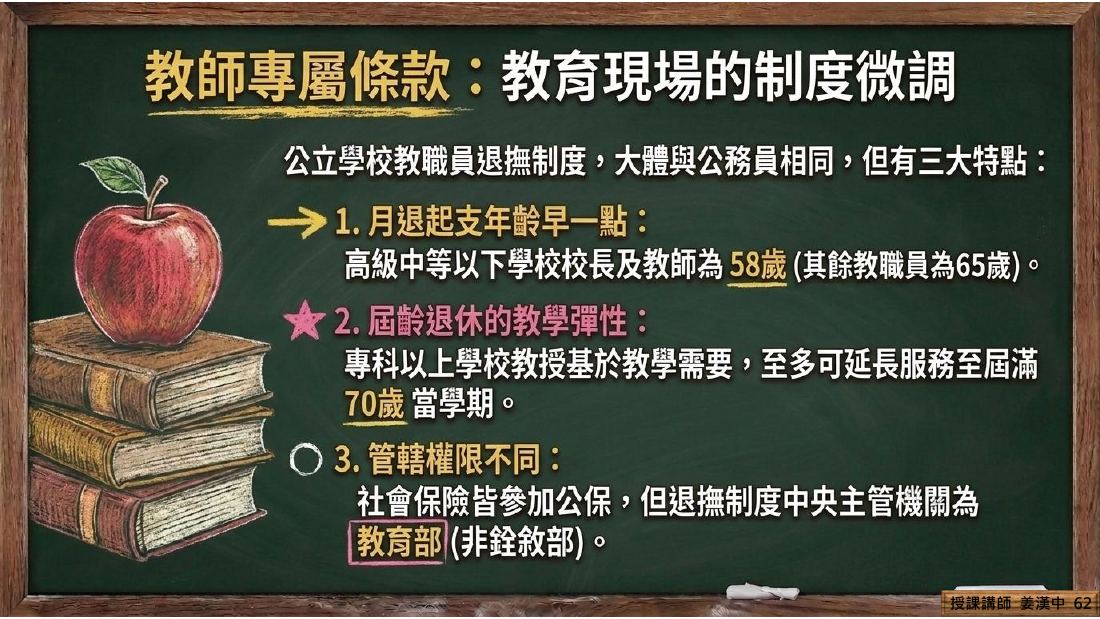 教師專屬條款：教育現場的制度微調
公立學校教職員退撫制度，大體與公務員相同，但有三大特點：
1. 月退起支年齡早一點：
高級中等以下學校校長及教師為 58歲 (其餘教職員為65歲)。
2. 屆齡退休的教學彈性：
專科以上學校教授基於教學需要，至多可延長服務至屆滿
70歲 當學期。
3. 管轄權限不同：
社會保險皆參加公保，但退撫制度中央主管機關為
教育部 (非銓敘部)。
授課講師 姜漢中 62